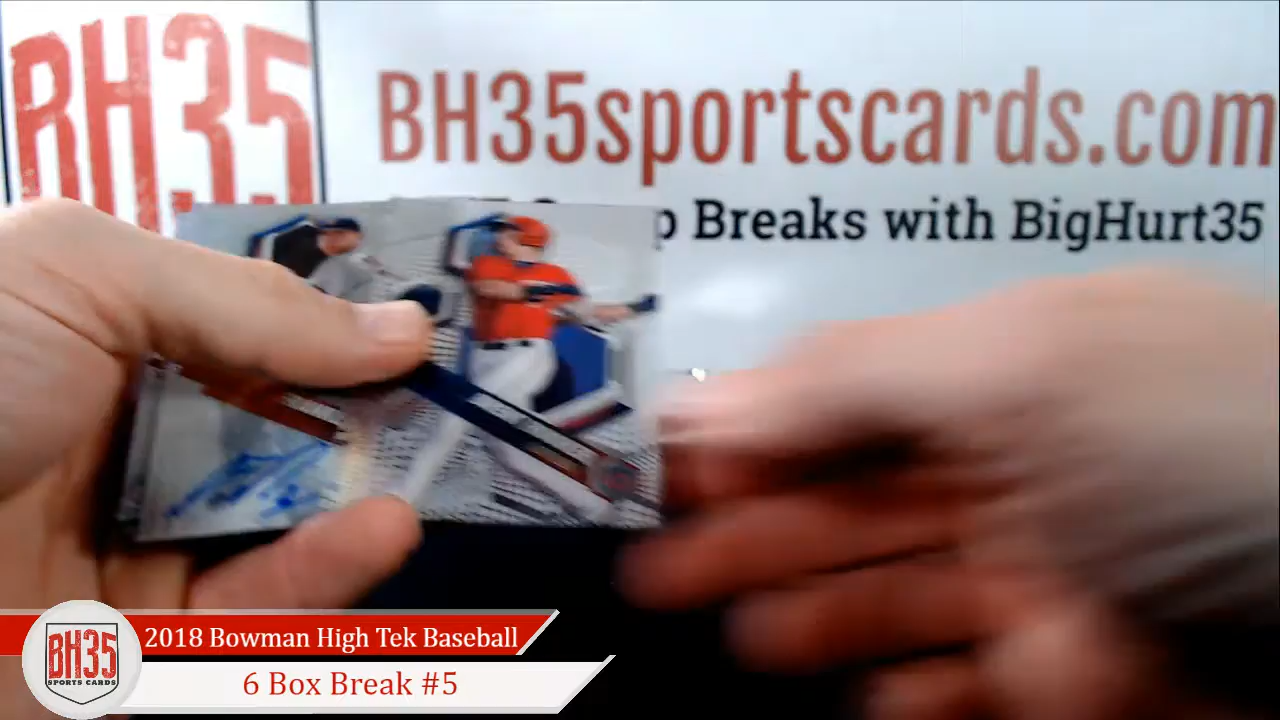 BH35
BH35sportscards.com
Breaks with BigHurt35
BH35
SPORTS CARDS
2018 Bowman High Tek Baseball
6 Box Break #5